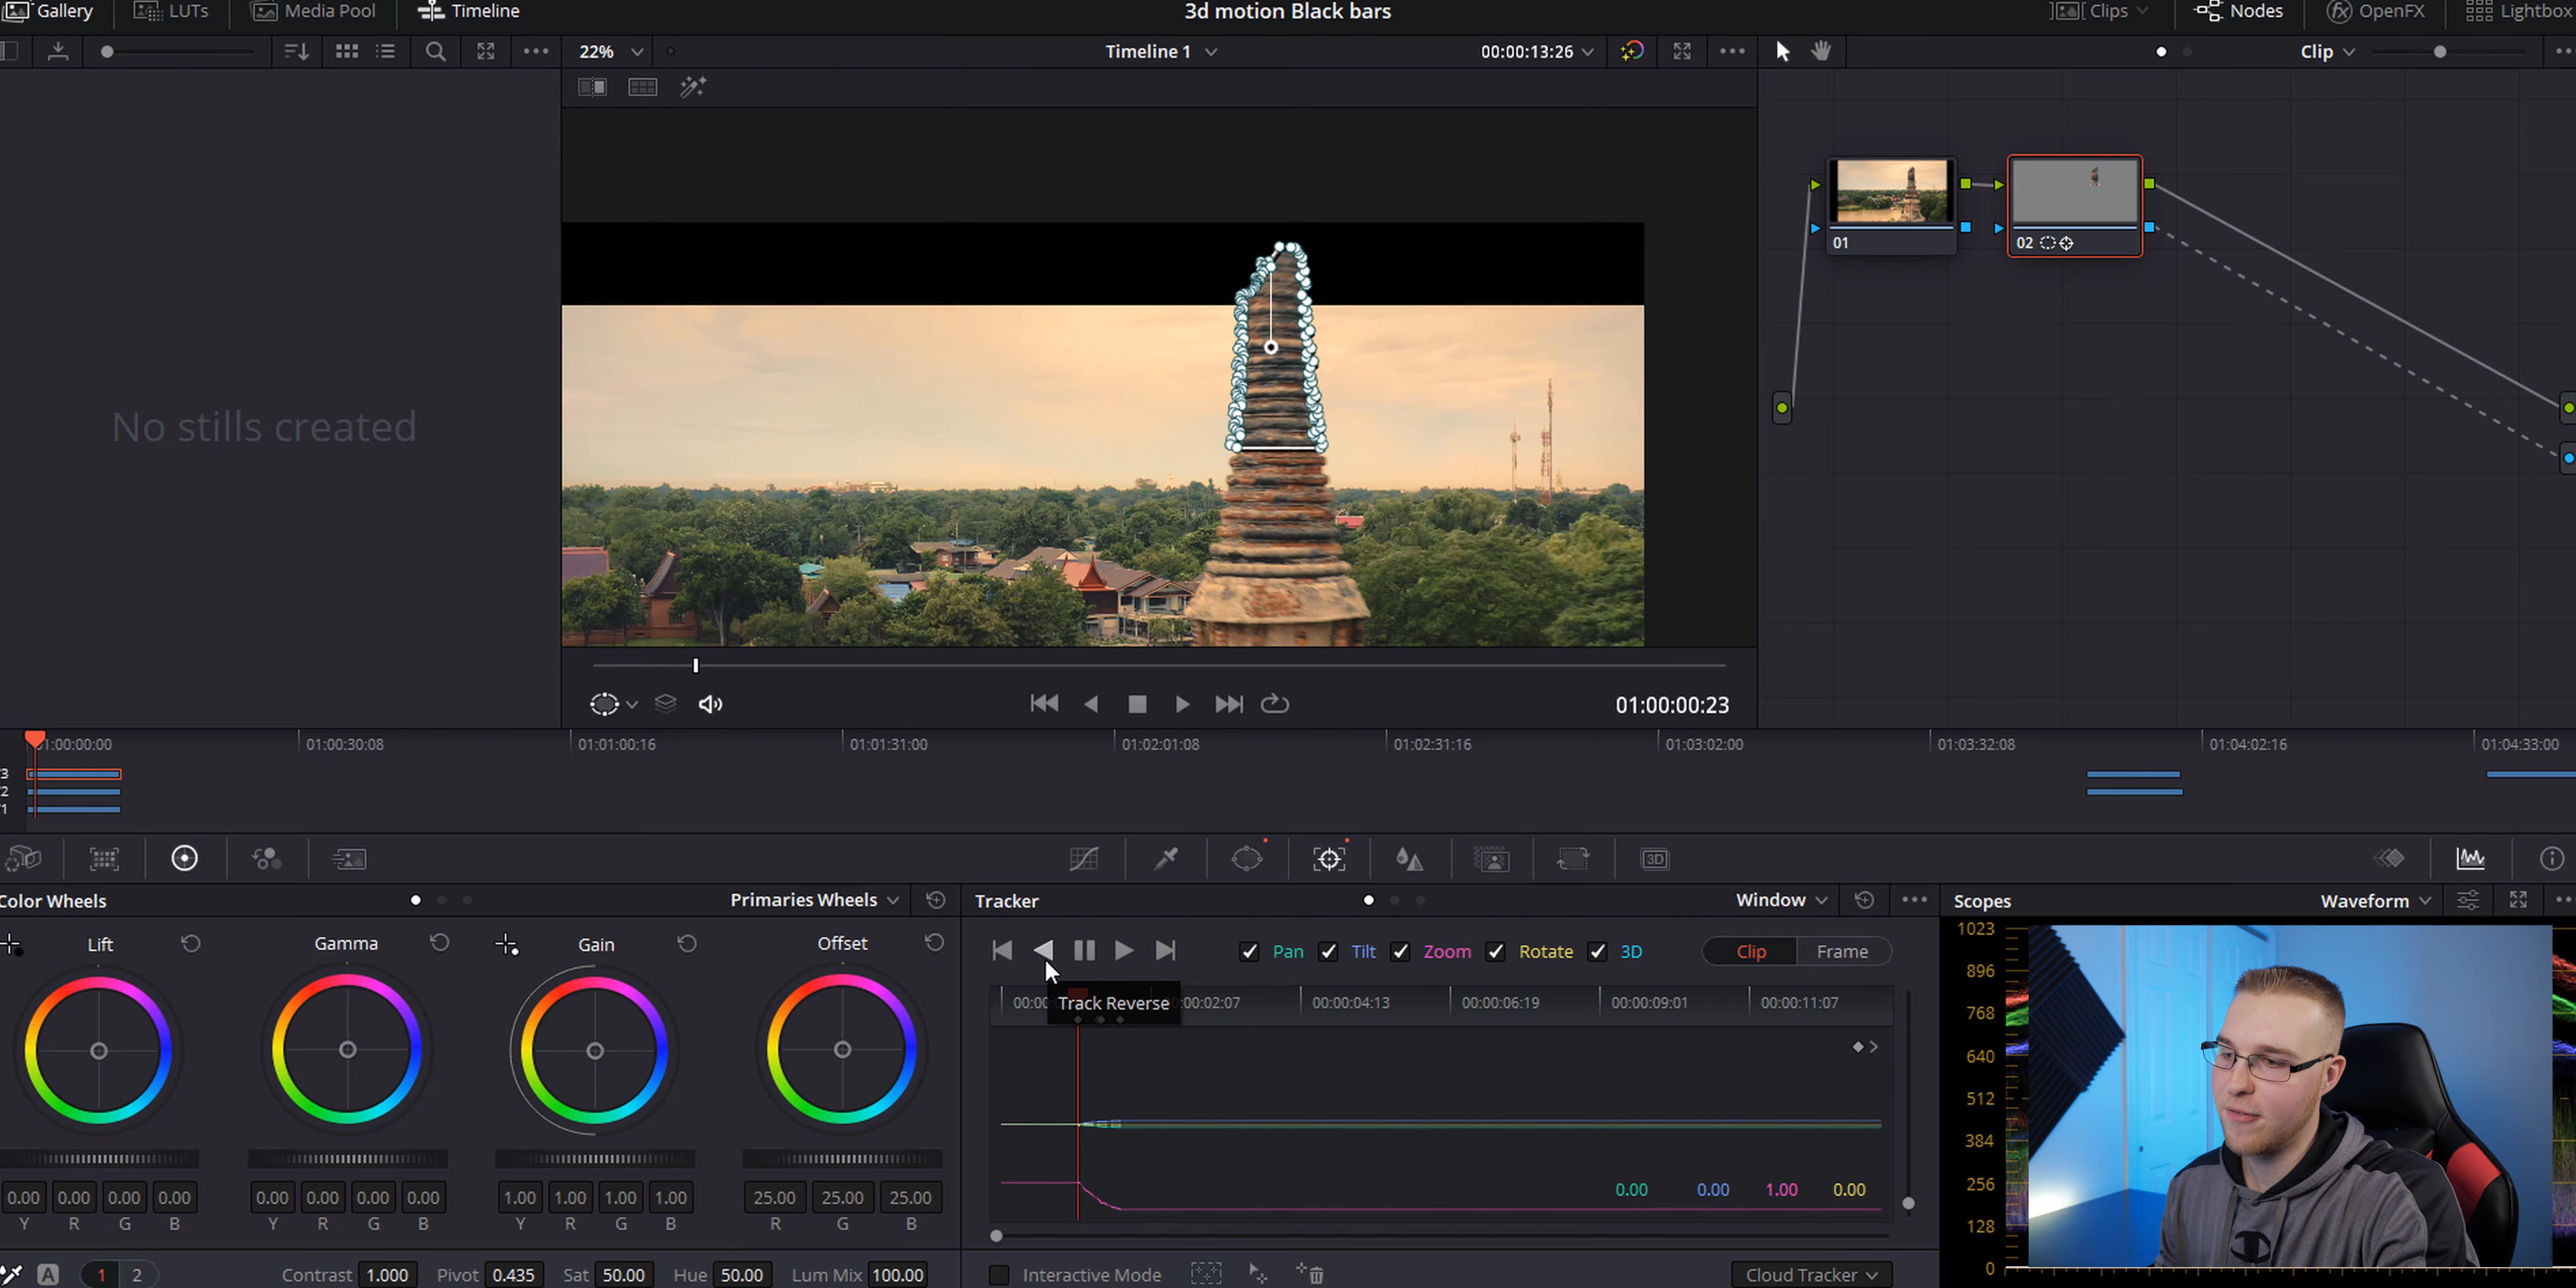 Gallery LUTs Media Pool Timeline 3d motion Black bars Clips Nodes OpenFX Lightbox
22% Timeline 1 00:00:13:26 Clip
No stills created
01
02
01:00:00:23
01:00:30:08 01:01:00:16 01:01:31:00 01:02:01:08 01:02:31:16 01:03:02:00 01:03:32:08 01:04:02:16 01:04:33:00
3D
Color Wheels Primaries Wheels Tracker Window Scopes Waveform
Lift Gamma Gain Offset
Pan Tilt Zoom Rotate 3D Clip Frame
Track Reverse
00:00:04:13 00:00:06:19 00:00:09:01 00:00:11:07
0.00 0.00 1.00 0.00
0.00 0.00 0.00 0.00 0.00 0.00 0.00 0.00 1.00 1.00 1.00 1.00 25.00 25.00 25.00
Y R G B Y R G B Y R G B R G B
A 1 2 Contrast 1.000 Pivot 0.435 Sat 50.00 Hue 50.00 Lum Mix 100.00
Interactive Mode Cloud Tracker
1023
896
768
640
512
384
256
128
0